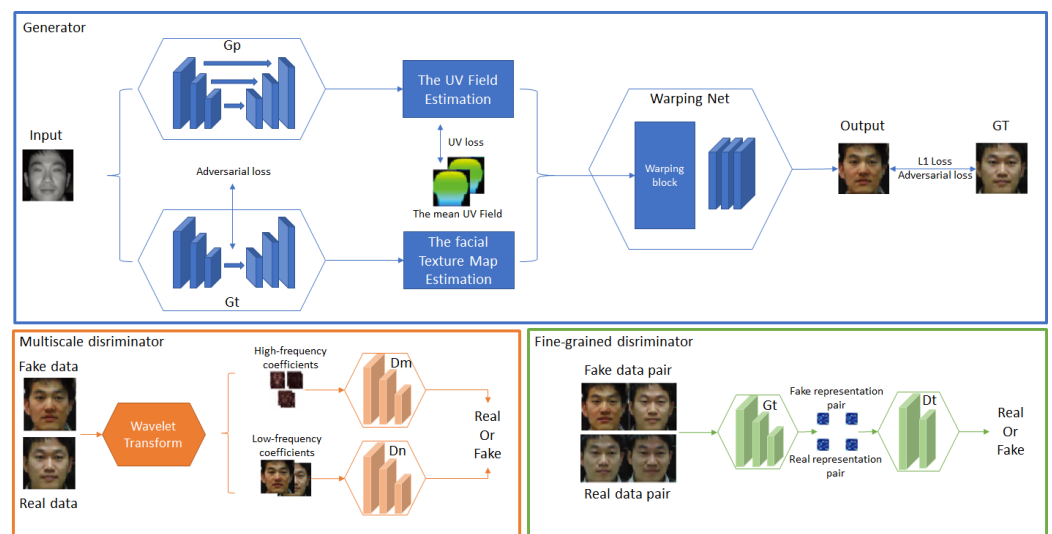 Generator
Gp
The UV Field
Estimation
Warping Net
Input
Output
GT
UV loss
L1 Loss
Adversarial loss
Adversarial loss
Warping
block
The mean UV Field
The facial
Texture Map
Estimation
Gt
Multiscale disriminator
Fake data
High-frequency
coefficients
Dm
Wavelet
Transform
Real
Or
Fake
Low-frequency
coefficients
Dn
Real data
Fine-grained disriminator
Fake data pair
Gt
Fake representation
pair
Dt
Real
Or
Fake
Real representation
pair
Real data pair